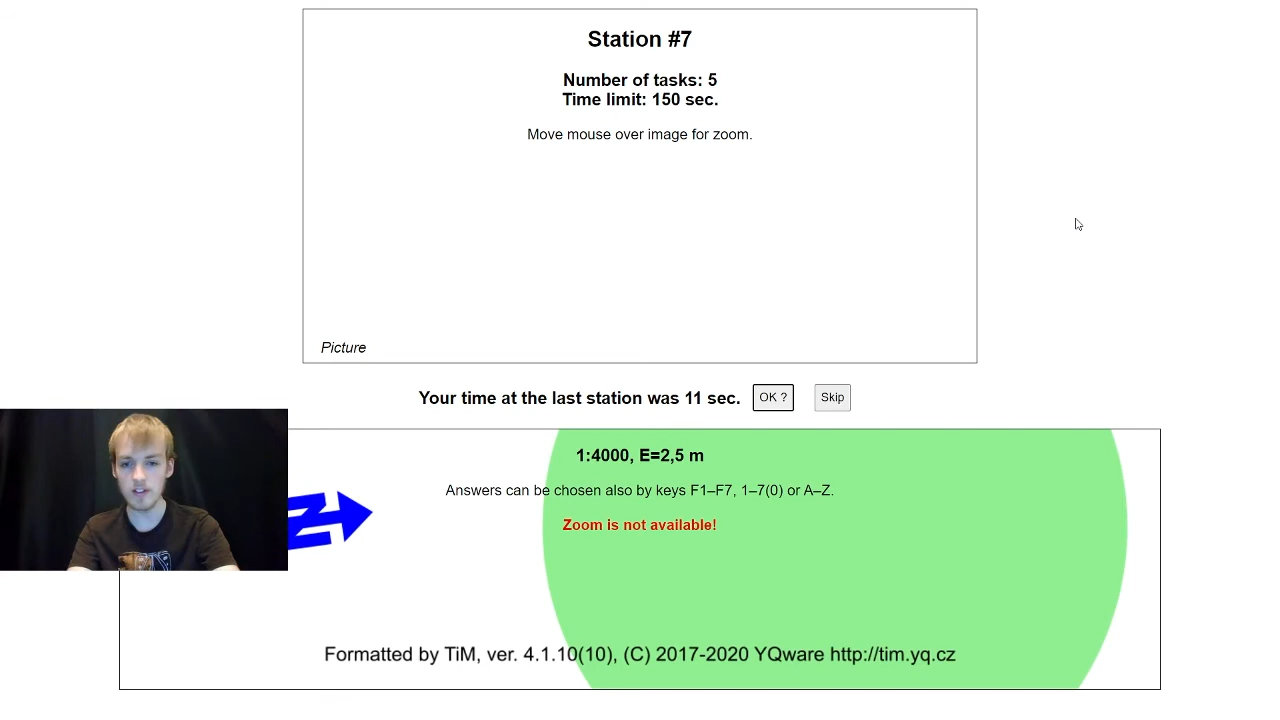 Station #7
Number of tasks: 5
Time limit: 150 sec.
Move mouse over image for zoom.
Picture
Your time at the last station was 11 sec.
OK ?
Skip
1:4000, E=2,5 m
Answers can be chosen also by keys F1–F7, 1–7(0) or A–Z.
Zoom is not available!
Formatted by TiM, ver. 4.1.10(10), (C) 2017-2020 YQware http://tim.yq.cz